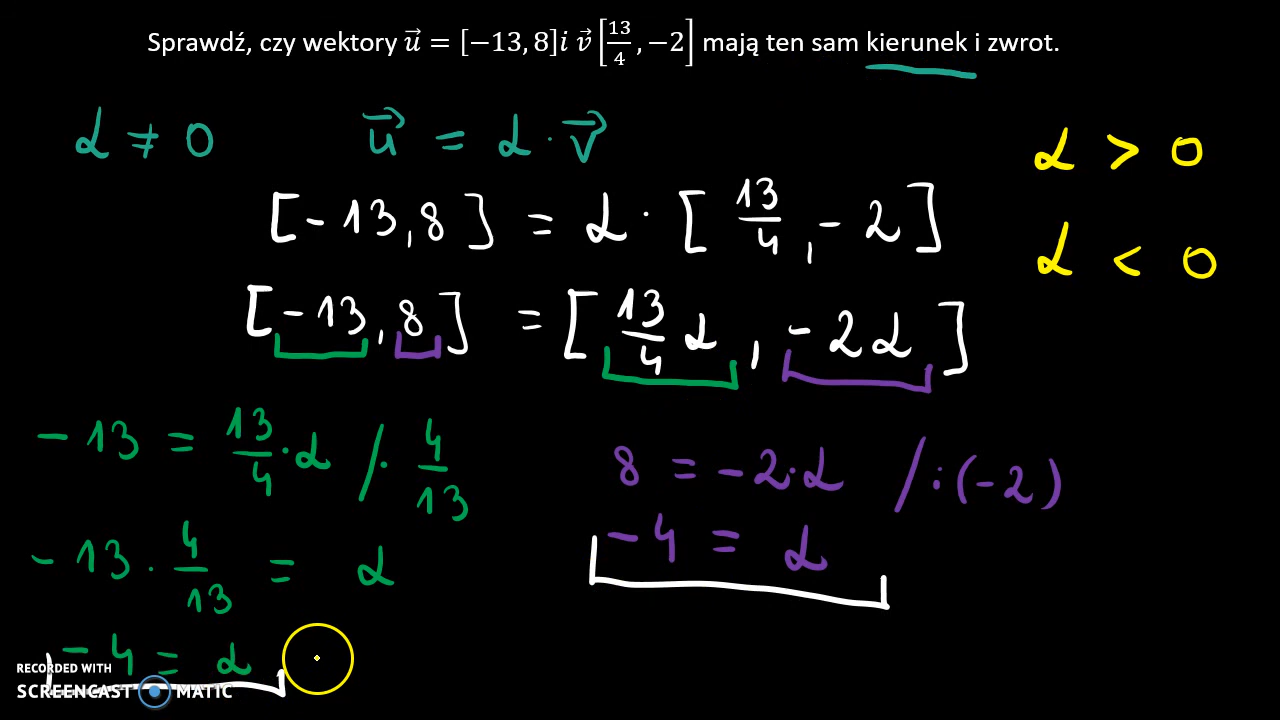 Sprawdź, czy wektory u⃗ = [−13, 8] i v⃗ [13/4, −2] mają ten sam kierunek i zwrot.
α ≠ 0
u⃗ = α · v⃗
α > 0
[-13, 8] = α · [13/4, -2]
α < 0
[-13, 8] = [13/4 α, -2α]
-13 = 13/4 · α / · 4/13
8 = -2 · α / : (-2)
-13 · 4/13 = α
-4 = α
-4 = α
RECORDED WITH
SCREENCAST MATIC